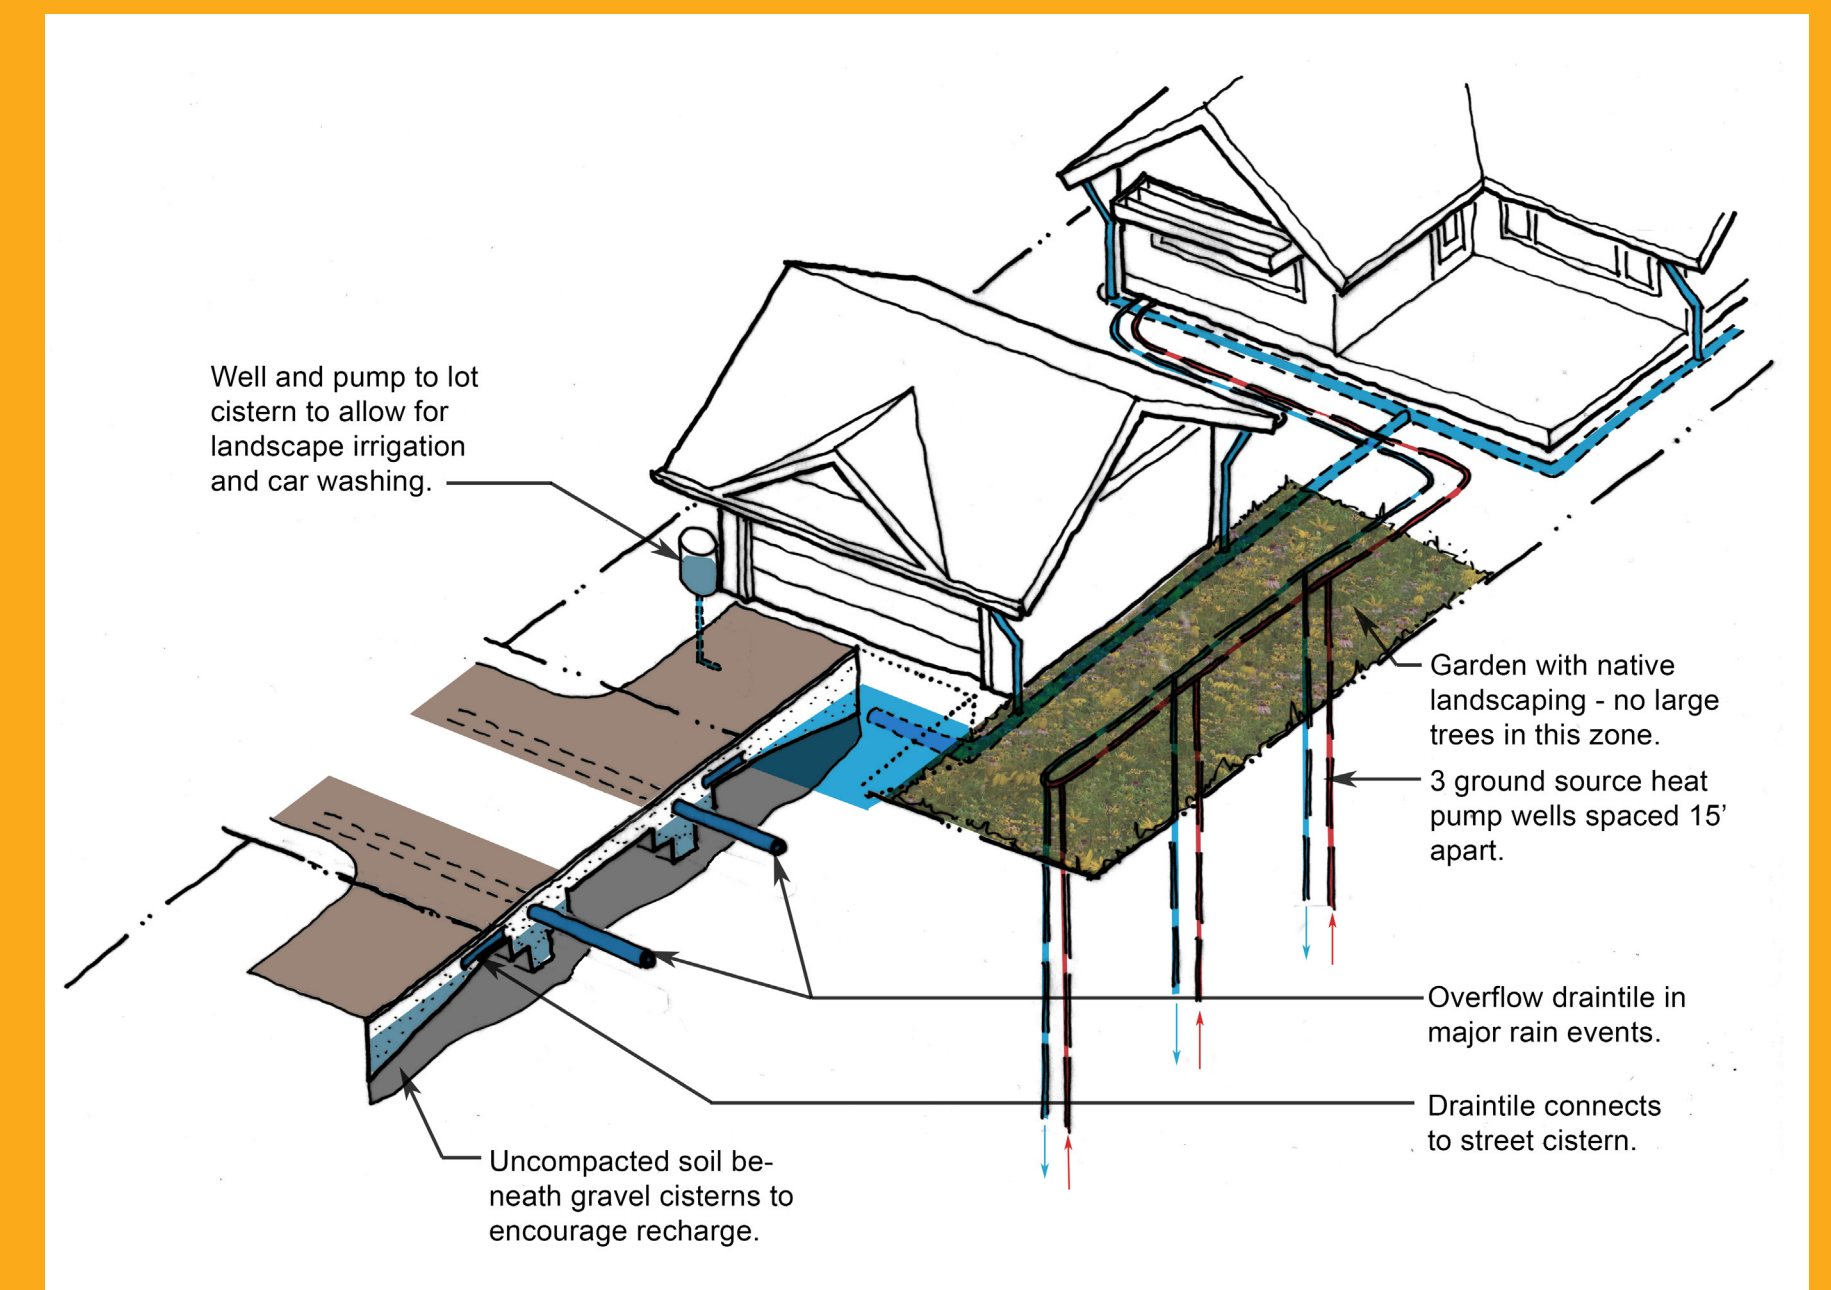 Well and pump to lot
cistern to allow for
landscape irrigation
and car washing.
Garden with native
landscaping - no large
trees in this zone.
3 ground source heat
pump wells spaced 15’
apart.
Overflow draintile in
major rain events.
Draintile connects
to street cistern.
Uncompacted soil be-
neath gravel cisterns to
encourage recharge.